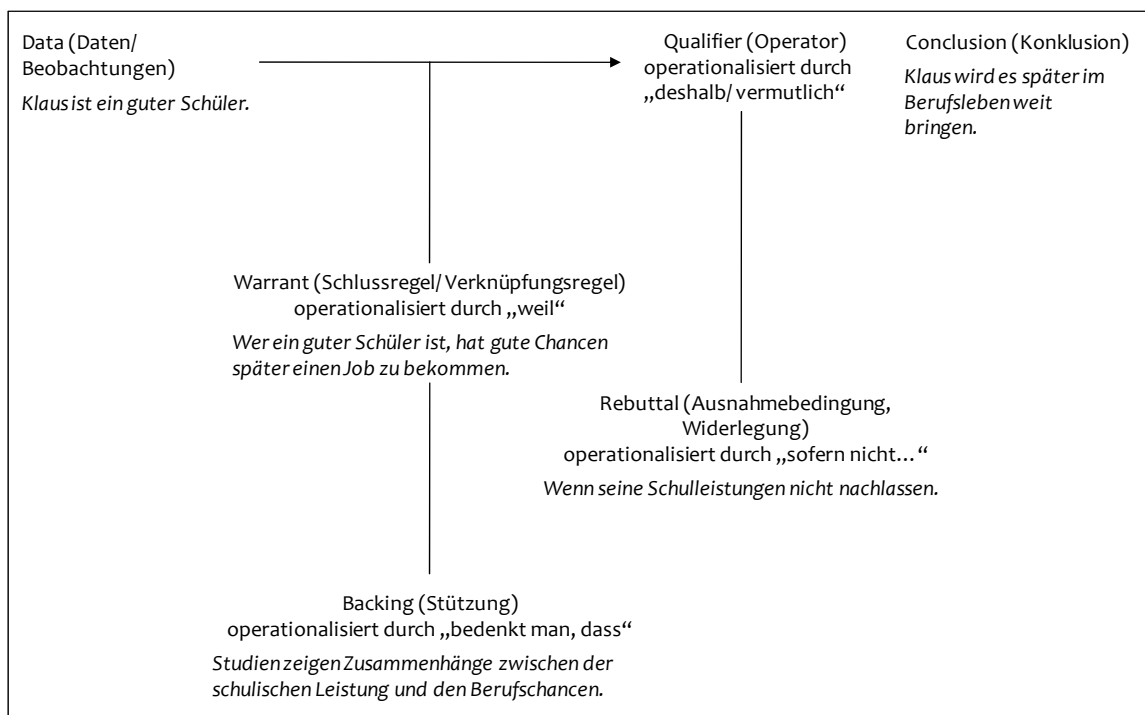 Data (Daten/
Beobachtungen)
Klaus ist ein guter Schüler.
Qualifier (Operator)
operationalisiert durch
„deshalb/ vermutlich“
Conclusion (Konklusion)
Klaus wird es später im
Berufsleben weit
bringen.
Warrant (Schlussregel/ Verknüpfungsregel)
operationalisiert durch „weil“
Wer ein guter Schüler ist, hat gute Chancen
später einen Job zu bekommen.
Rebuttal (Ausnahmebedingung,
Widerlegung)
operationalisiert durch „sofern nicht…“
Wenn seine Schulleistungen nicht nachlassen.
Backing (Stützung)
operationalisiert durch „bedenkt man, dass“
Studien zeigen Zusammenhänge zwischen der
schulischen Leistung und den Berufschancen.